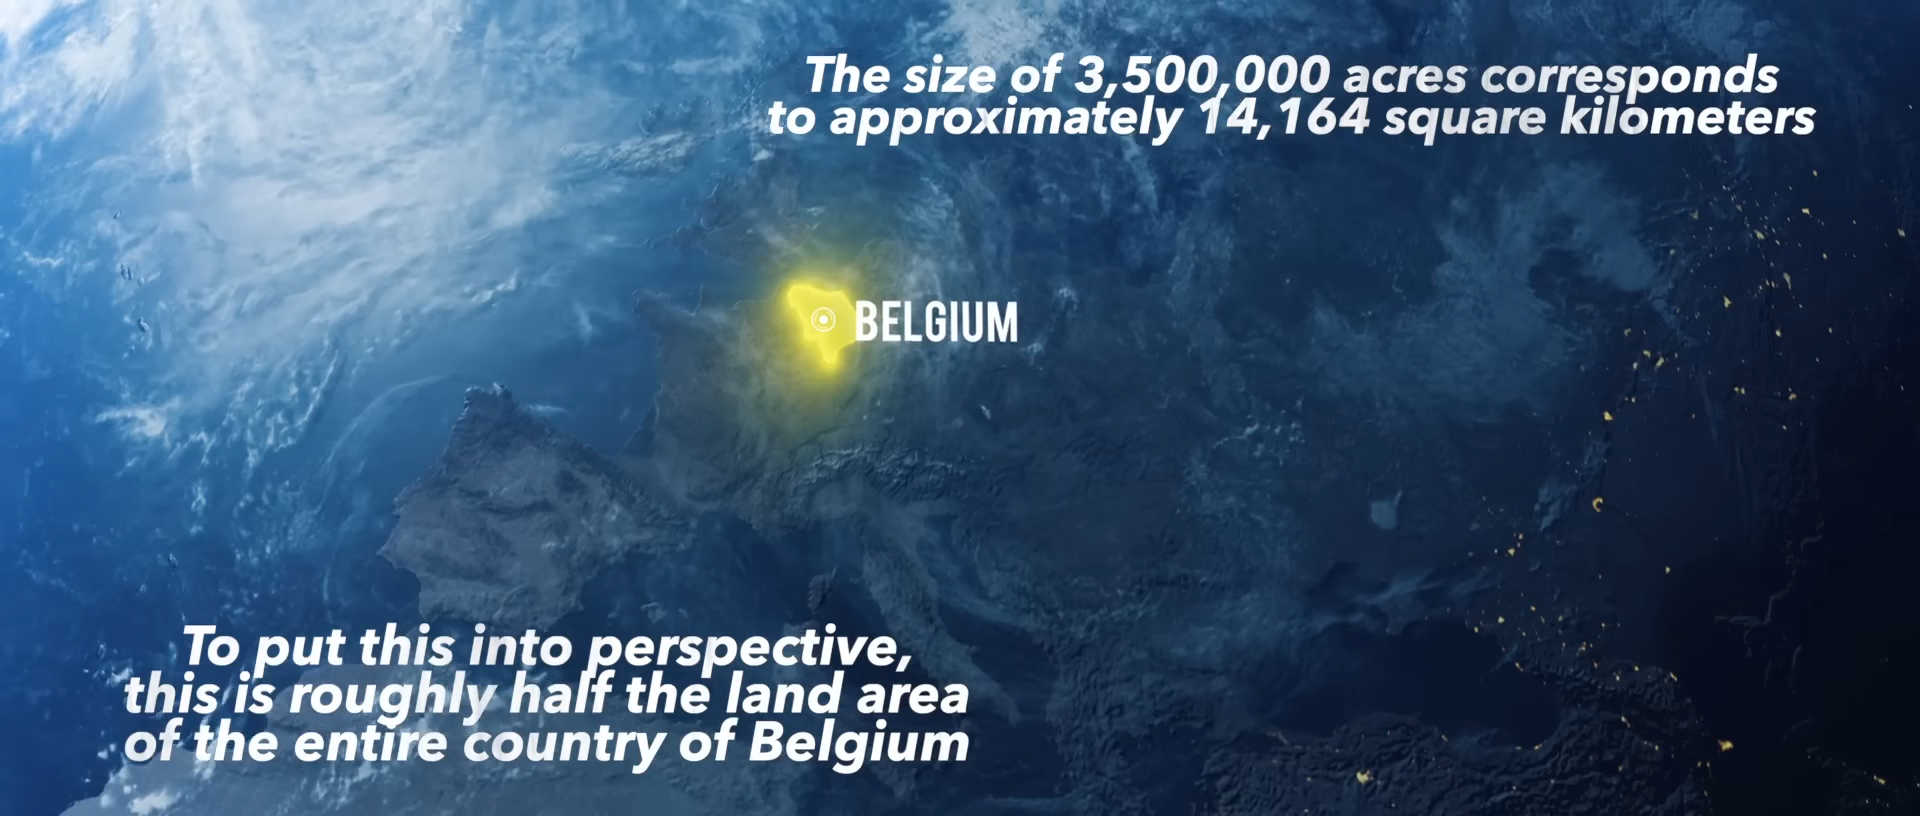 The size of 3,500,000 acres corresponds
to approximately 14,164 square kilometers
BELGIUM
To put this into perspective,
this is roughly half the land area
of the entire country of Belgium